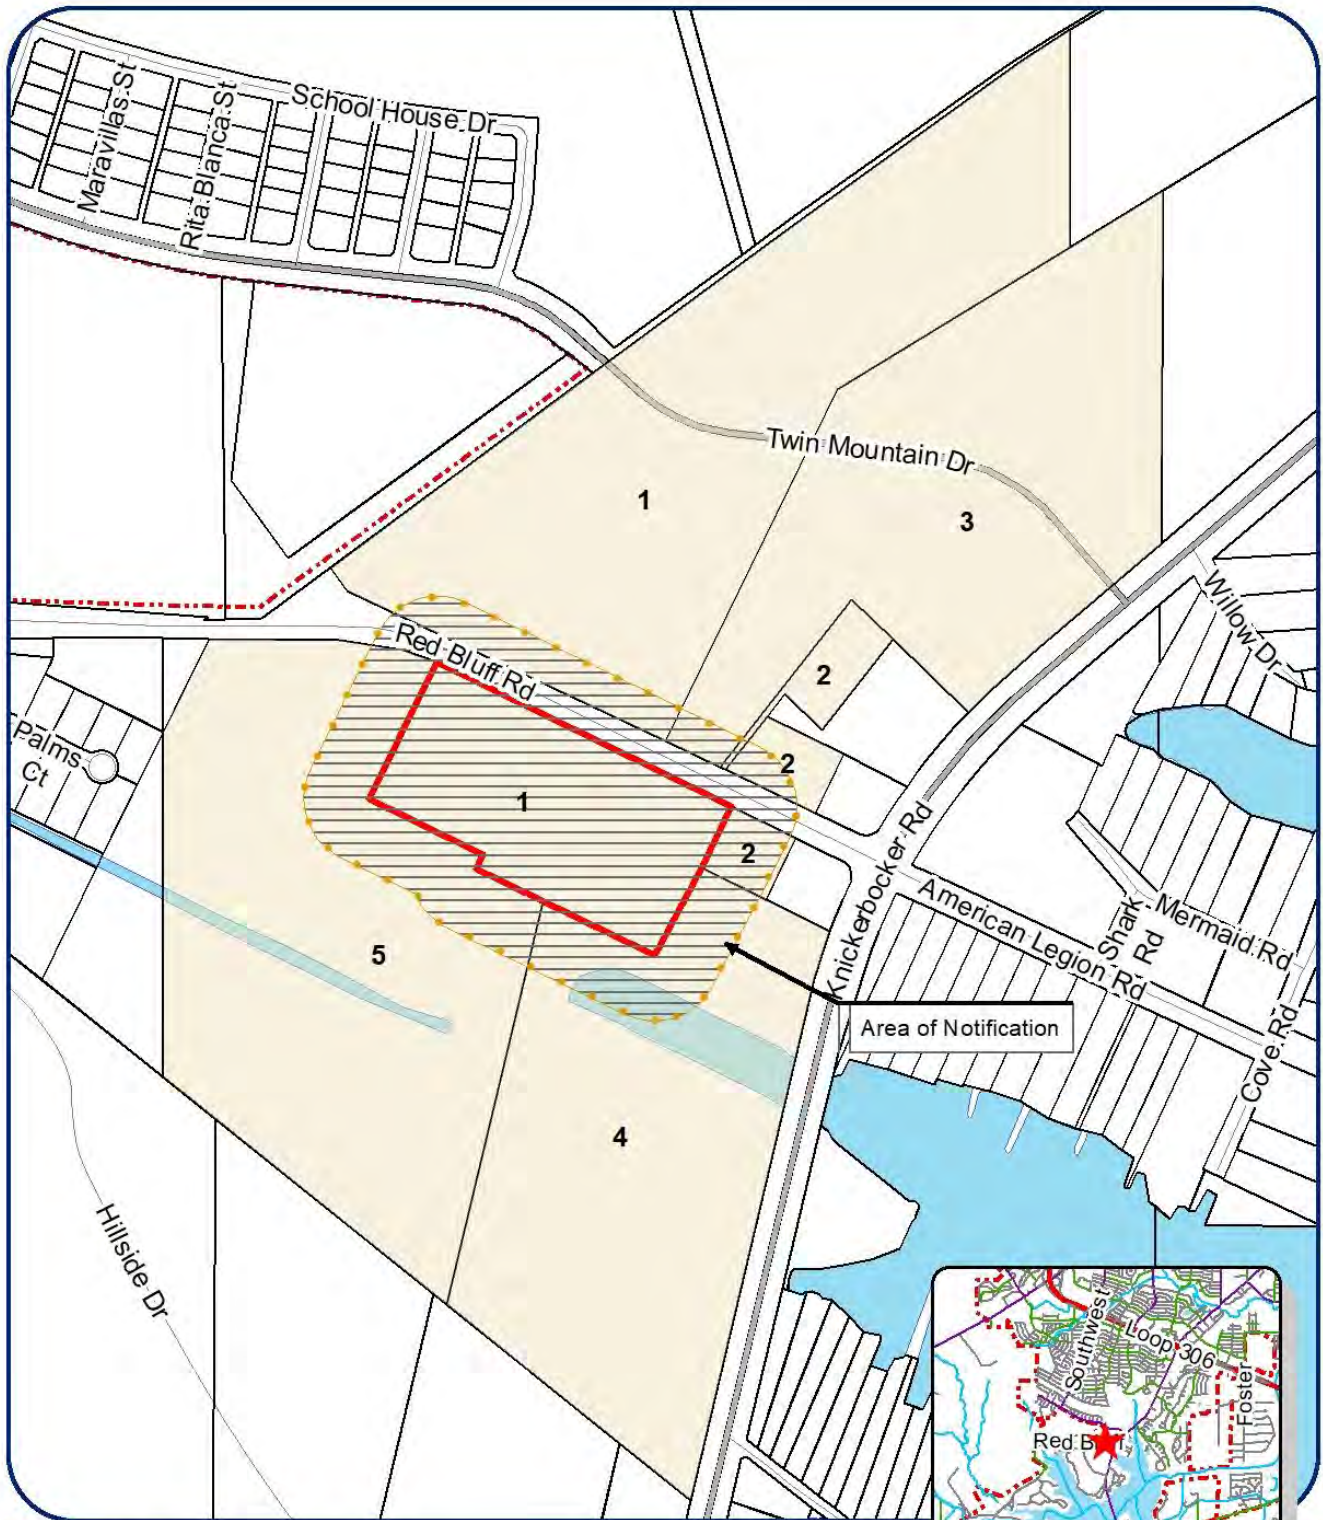 School House Dr
Maravillas St
Rita Blanca St
Twin Mountain Dr
1
3
Willow Dr
Red Bluff Rd
2
Palms
Ct
2
1
2
Knickerbocker Rd
American Legion Rd
Shark
Rd
Mermaid Rd
5
Area of Notification
Cove Rd
4
Hillside Dr
Southwest
Loop 306
Foster
Red